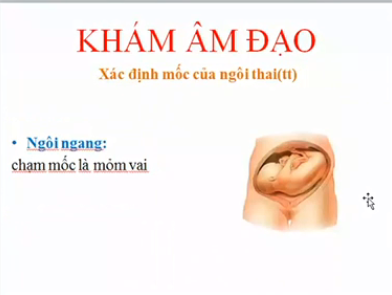 KHÁM ÂM ĐẠO
Xác định mốc của ngôi thai(tt)
Ngôi ngang:
chạm mốc là mỏm vai